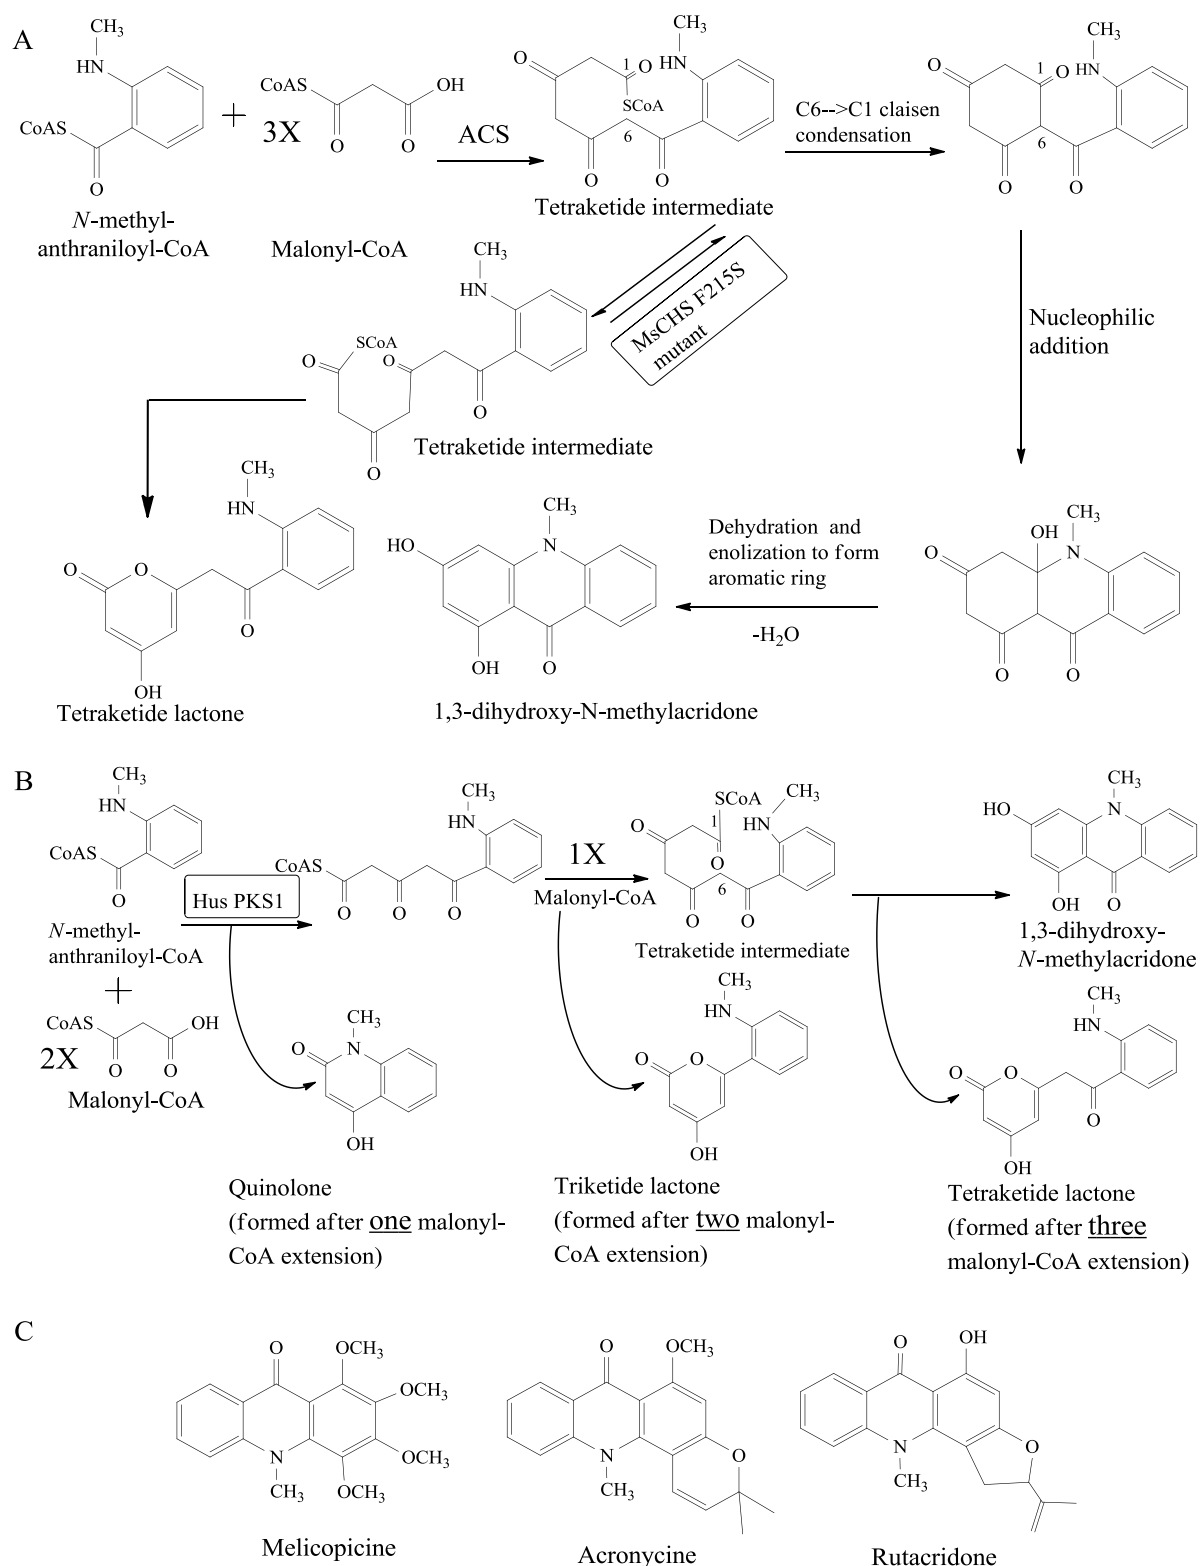 A
CH3
HN
CoAS
O
N-methyl-
anthraniloyl-CoA
+
3X
CoAS
OH
O
O
Malonyl-CoA
ACS
CH3
HN
O
1
O
SCoA
6
O
O
Tetraketide intermediate
C6-->C1 claisen
condensation
CH3
HN
O
1
O
6
O
O
MsCHS F215S
mutant
CH3
HN
SCoA
O
O
O
O
Tetraketide intermediate
Nucleophilic
addition
CH3
HN
O
O
O
OH
Tetraketide lactone
CH3
HO
N
OH
O
1,3-dihydroxy-N-methylacridone
Dehydration and
enolization to form
aromatic ring
-H2O
CH3
OH
N
O
O
O
B
CH3
HN
CoAS
O
N-methyl-
anthraniloyl-CoA
+
CoAS
OH
2X
O
O
Malonyl-CoA
Hus PKS1
CH3
HN
CoAS
O
O
O
1X
Malonyl-CoA
SCoA
CH3
1
HN
O
O
6
O
O
Tetraketide intermediate
CH3
HO
N
OH
O
1,3-dihydroxy-
N-methylacridone
CH3
O
N
OH
Quinolone
(formed after one malonyl-
CoA extension)
CH3
HN
O
O
OH
Triketide lactone
(formed after two malonyl-
CoA extension)
CH3
HN
O
O
O
OH
Tetraketide lactone
(formed after three
malonyl-CoA extension)
C
O
OCH3
OCH3
OCH3
N
CH3
OCH3
Melicopicine
O
OCH3
N
CH3
O
Acronycine
O
OH
N
CH3
O
Rutacridone